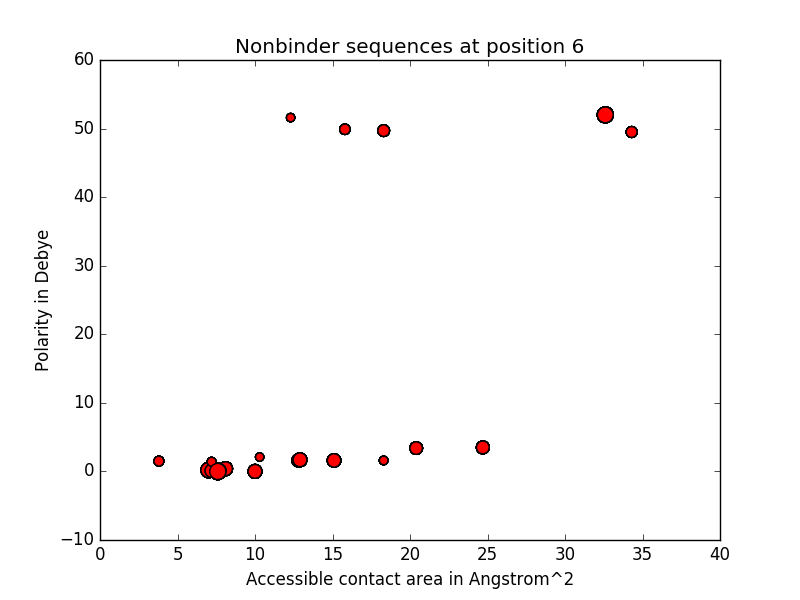 Nonbinder sequences at position 6
60
50
40
30
20
10
0
−10
Polarity in Debye
0 5 10 15 20 25 30 35 40
Accessible contact area in Angstrom^2